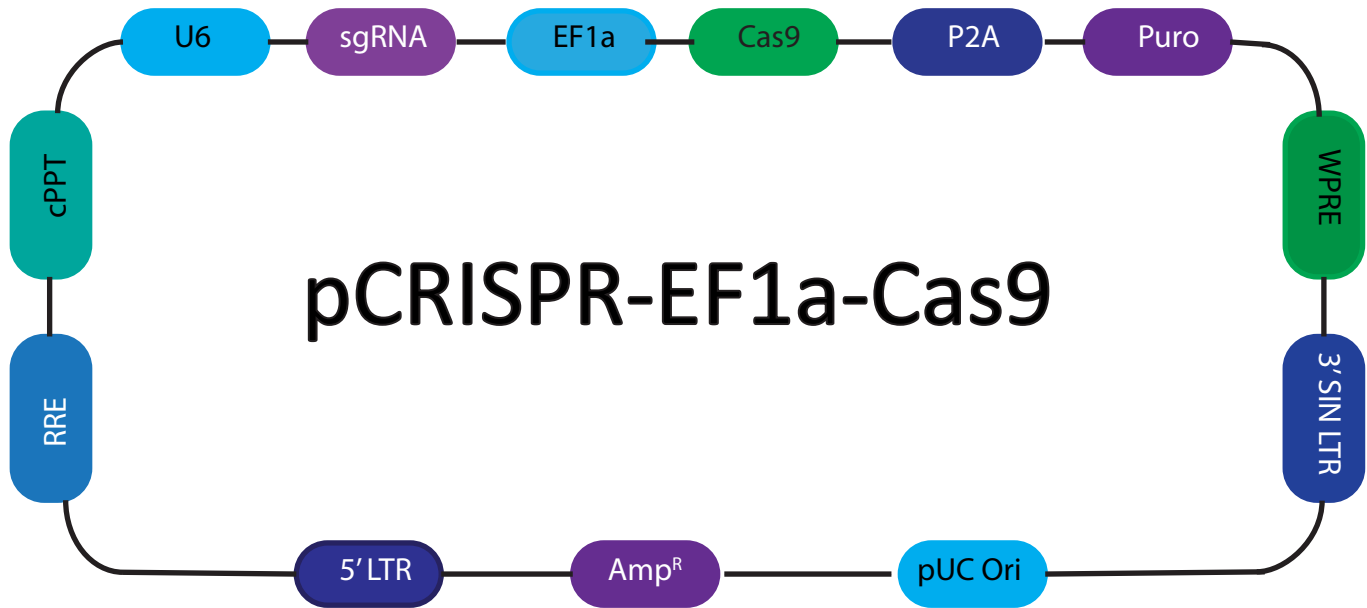 U6
sgRNA
EF1a
Cas9
P2A
Puro
cPPT
WPRE
pCRISPR-EF1a-Cas9
RRE
3' SIN LTR
5' LTR
Amp^R
pUC Ori